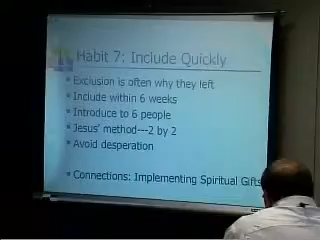 Habit 7: Include Quickly
Exclusion is often why they left
Include within 6 weeks
Introduce to 6 people
Jesus' method---2 by 2
Avoid desperation
Connections: Implementing Spiritual Gifts